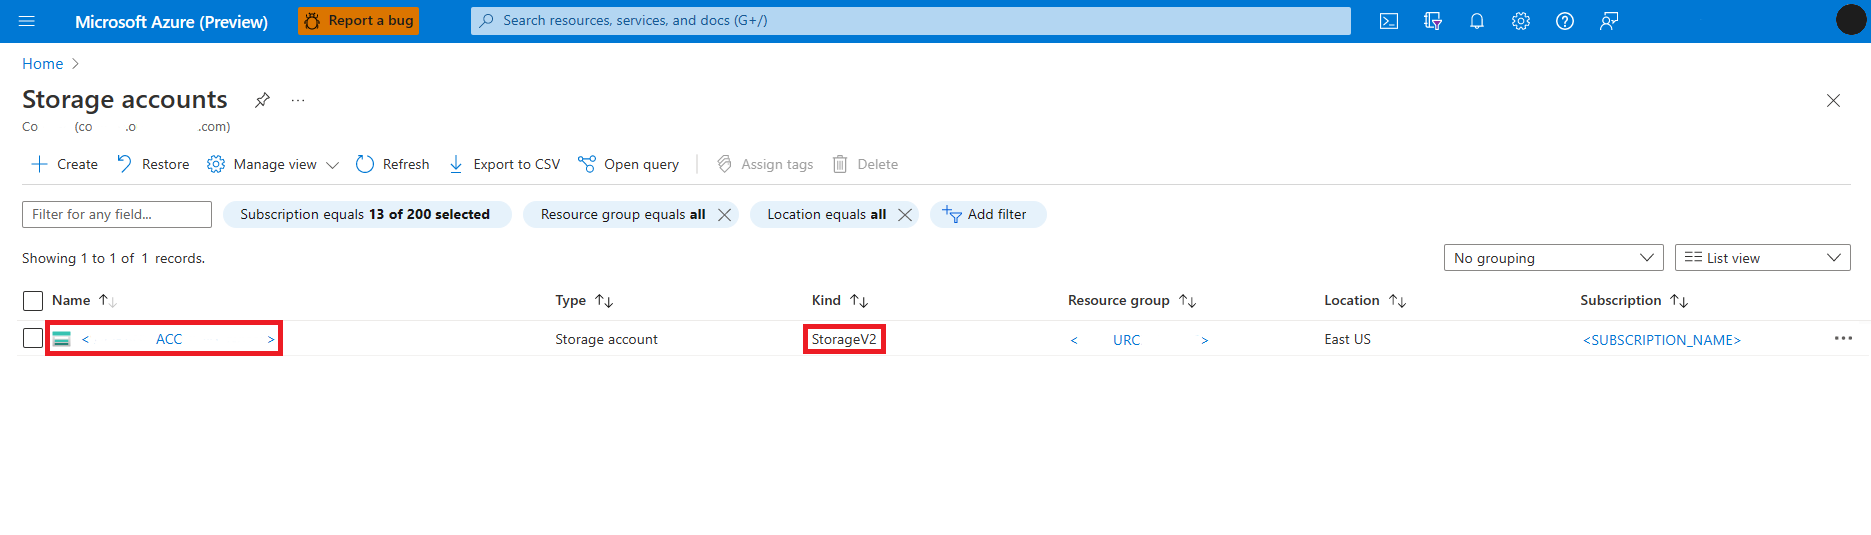 Microsoft Azure (Preview) Report a bug Search resources, services, and docs (G+/)
Home
Storage accounts
Co (co .o .com)
Create Restore Manage view Refresh Export to CSV Open query Assign tags Delete
Filter for any field... Subscription equals 13 of 200 selected Resource group equals all Location equals all Add filter
Showing 1 to 1 of 1 records. No grouping List view
Name Type Kind Resource group Location Subscription
< ACC > Storage account StorageV2 < URC > East US <SUBSCRIPTION_NAME>